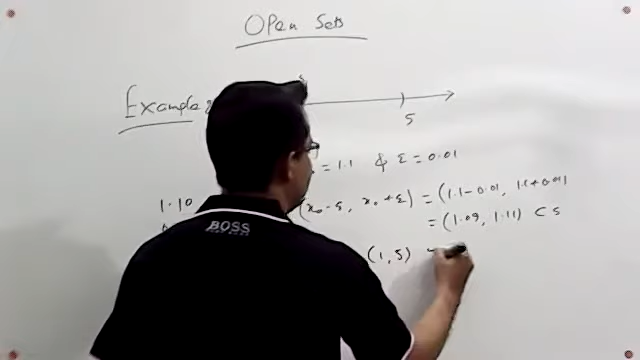 Open Sets
Example
5
= 1.1 & ε = 0.01
1.10 (x₀-ε, x₀+ε) = (1.1-0.01, 1.1+0.01)
= (1.09, 1.11) ⊂ S
(1, 5)
BOSS